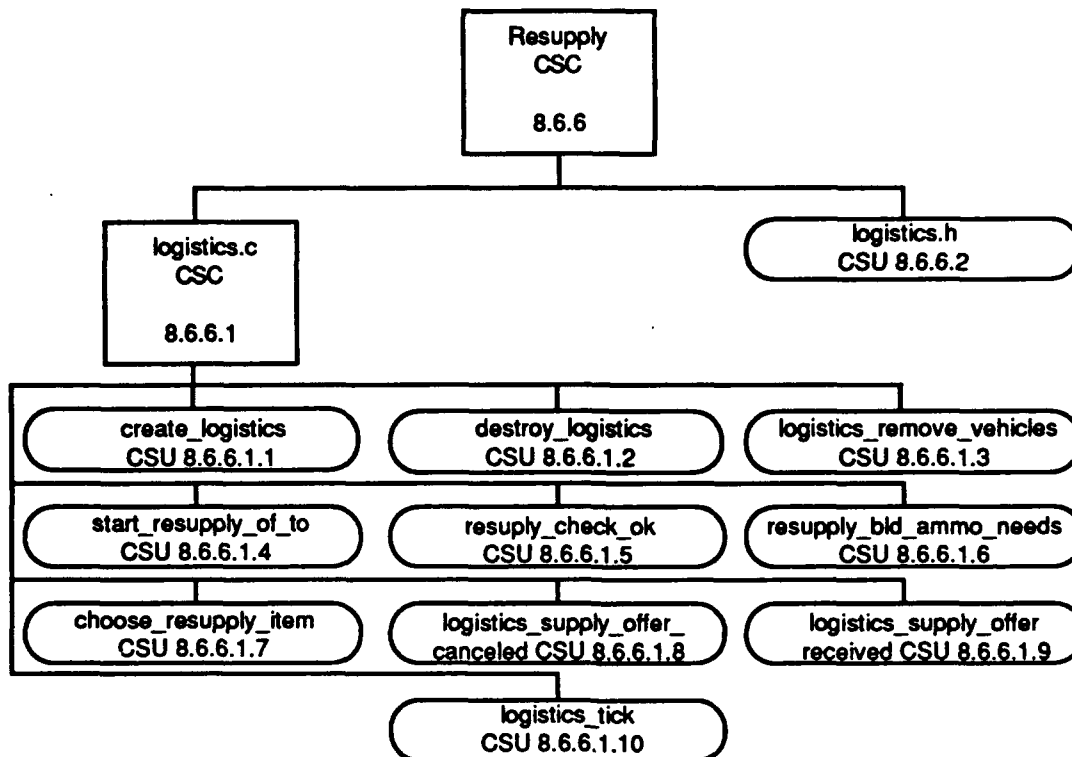 Resupply
CSC
8.6.6
logistics.c
CSC
8.6.6.1
logistics.h
CSU 8.6.6.2
create_logistics
CSU 8.6.6.1.1
destroy_logistics
CSU 8.6.6.1.2
logistics_remove_vehicles
CSU 8.6.6.1.3
start_resupply_of_to
CSU 8.6.6.1.4
resuply_check_ok
CSU 8.6.6.1.5
resupply_bld_ammo_needs
CSU 8.6.6.1.6
choose_resupply_item
CSU 8.6.6.1.7
logistics_supply_offer_
canceled CSU 8.6.6.1.8
logistics_supply_offer
received CSU 8.6.6.1.9
logistics_tick
CSU 8.6.6.1.10